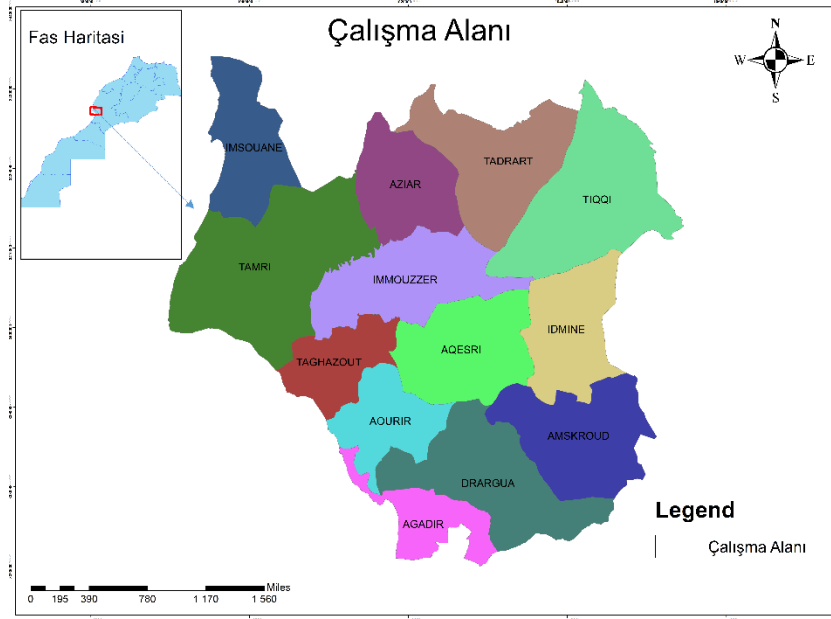 Çalışma Alanı
Fas Haritasi
N
W
E
S
IMSOUANE
TADRART
AZIAR
TIQQI
TAMRI
IMMOUZZER
IDMINE
AQESRI
TAGHAZOUT
AOURIR
AMSKROUD
DRARGUA
AGADIR
Legend
Çalışma Alanı
Miles
0 195 390 780 1 170 1 560